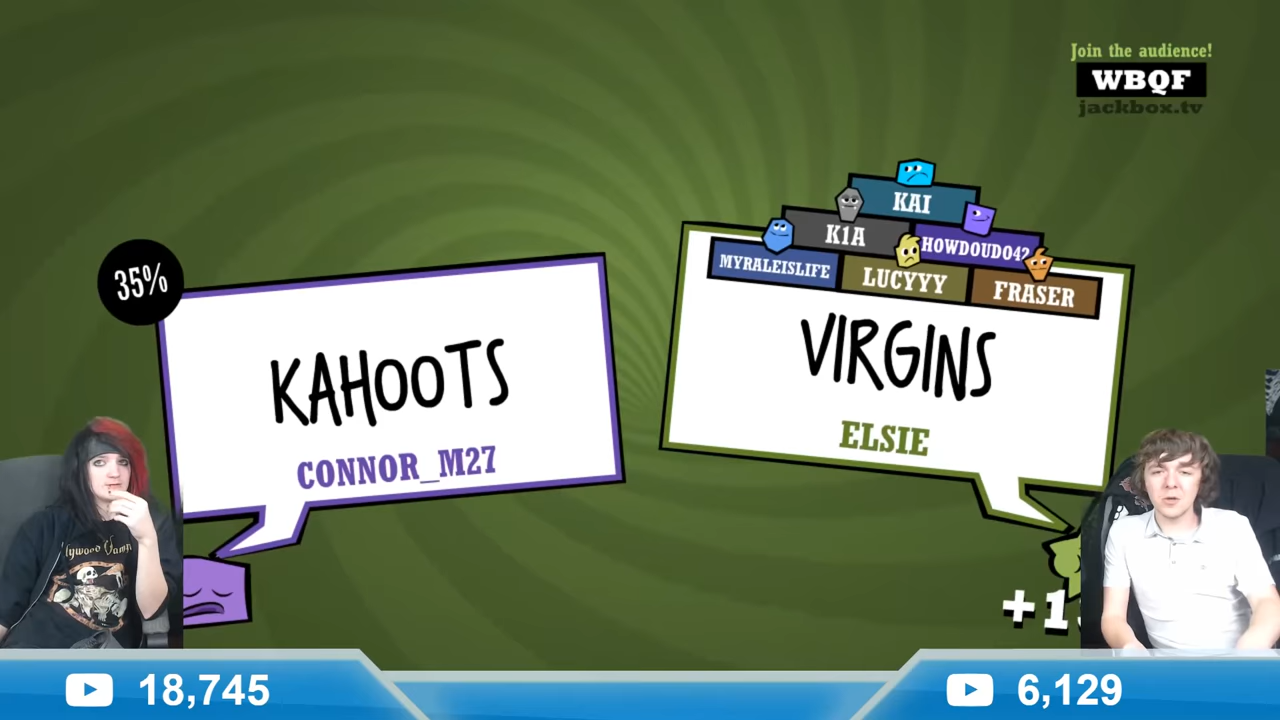 Join the audience!
WBQF
jackbox.tv
KAI
K1A
HOWDOUDO42
MYRALEISLIFE
LUCYYY
FRASER
35%
KAHOOTS
CONNOR_M27
VIRGINS
ELSIE
+1
18,745
6,129